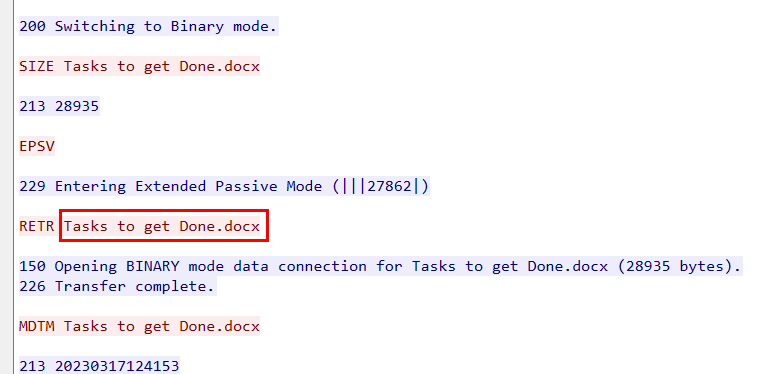 200 Switching to Binary mode.
SIZE Tasks to get Done.docx
213 28935
EPSV
229 Entering Extended Passive Mode (|||27862|)
RETR Tasks to get Done.docx
150 Opening BINARY mode data connection for Tasks to get Done.docx (28935 bytes).
226 Transfer complete.
MDTM Tasks to get Done.docx
213 20230317124153